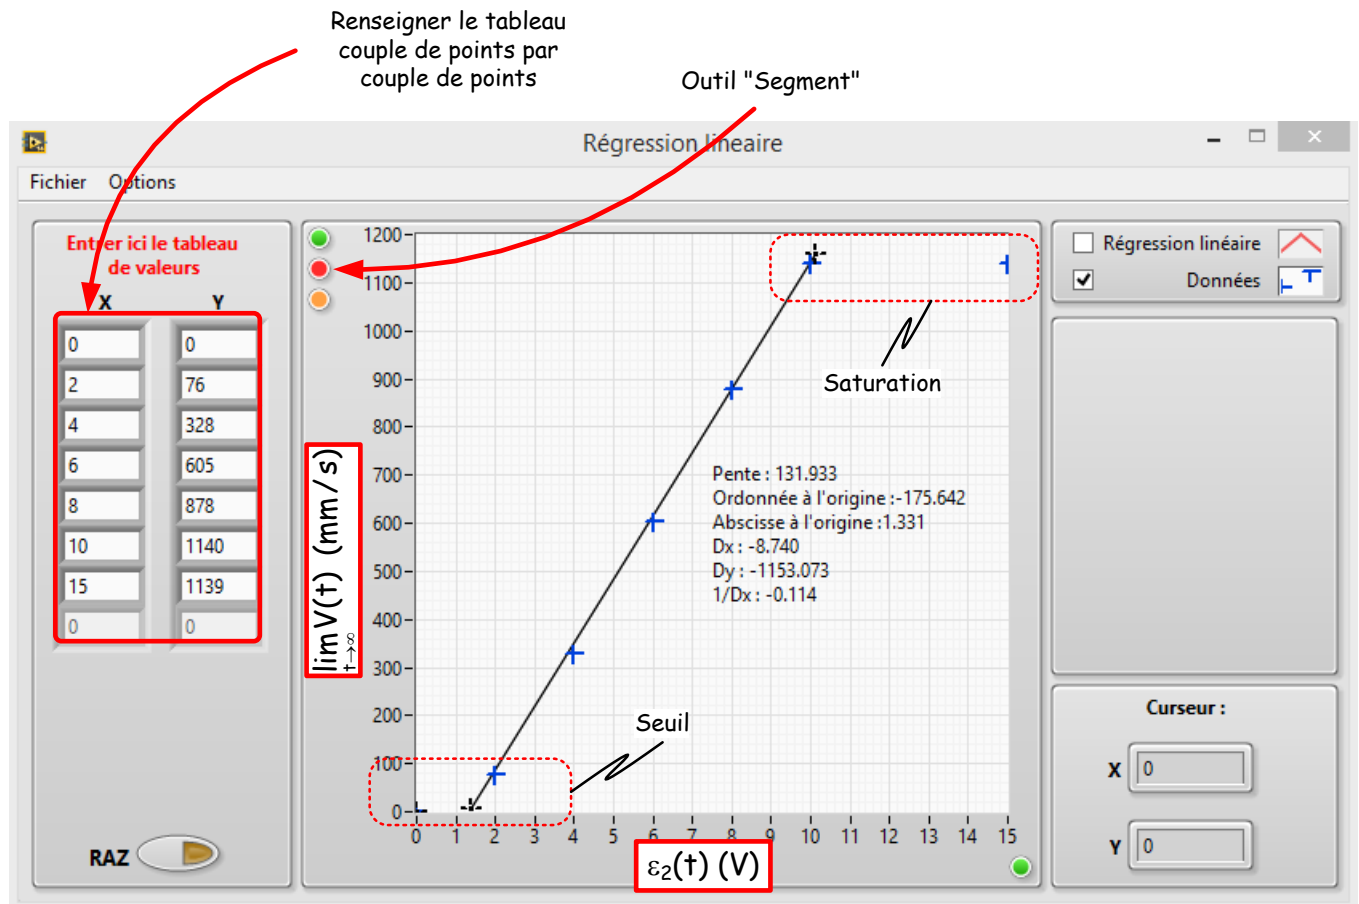 Renseigner le tableau
couple de points par
couple de points
Outil "Segment"
Régression lineaire
Fichier Options
Entrer ici le tableau
de valeurs
X Y
0 0
2 76
4 328
6 605
8 878
10 1140
15 1139
0 0
RAZ
1200
1100
1000
900
800
700
600
500
400
300
200
100
0
lim V(t) (mm/s)
t→∞
Saturation
Pente : 131.933
Ordonnée à l'origine :-175.642
Abscisse à l'origine :1.331
Dx : -8.740
Dy : -1153.073
1/Dx : -0.114
Seuil
0 1 2 3 4 5 6 7 8 9 10 11 12 13 14 15
ε2(t) (V)
Régression linéaire
Données
Curseur :
X 0
Y 0